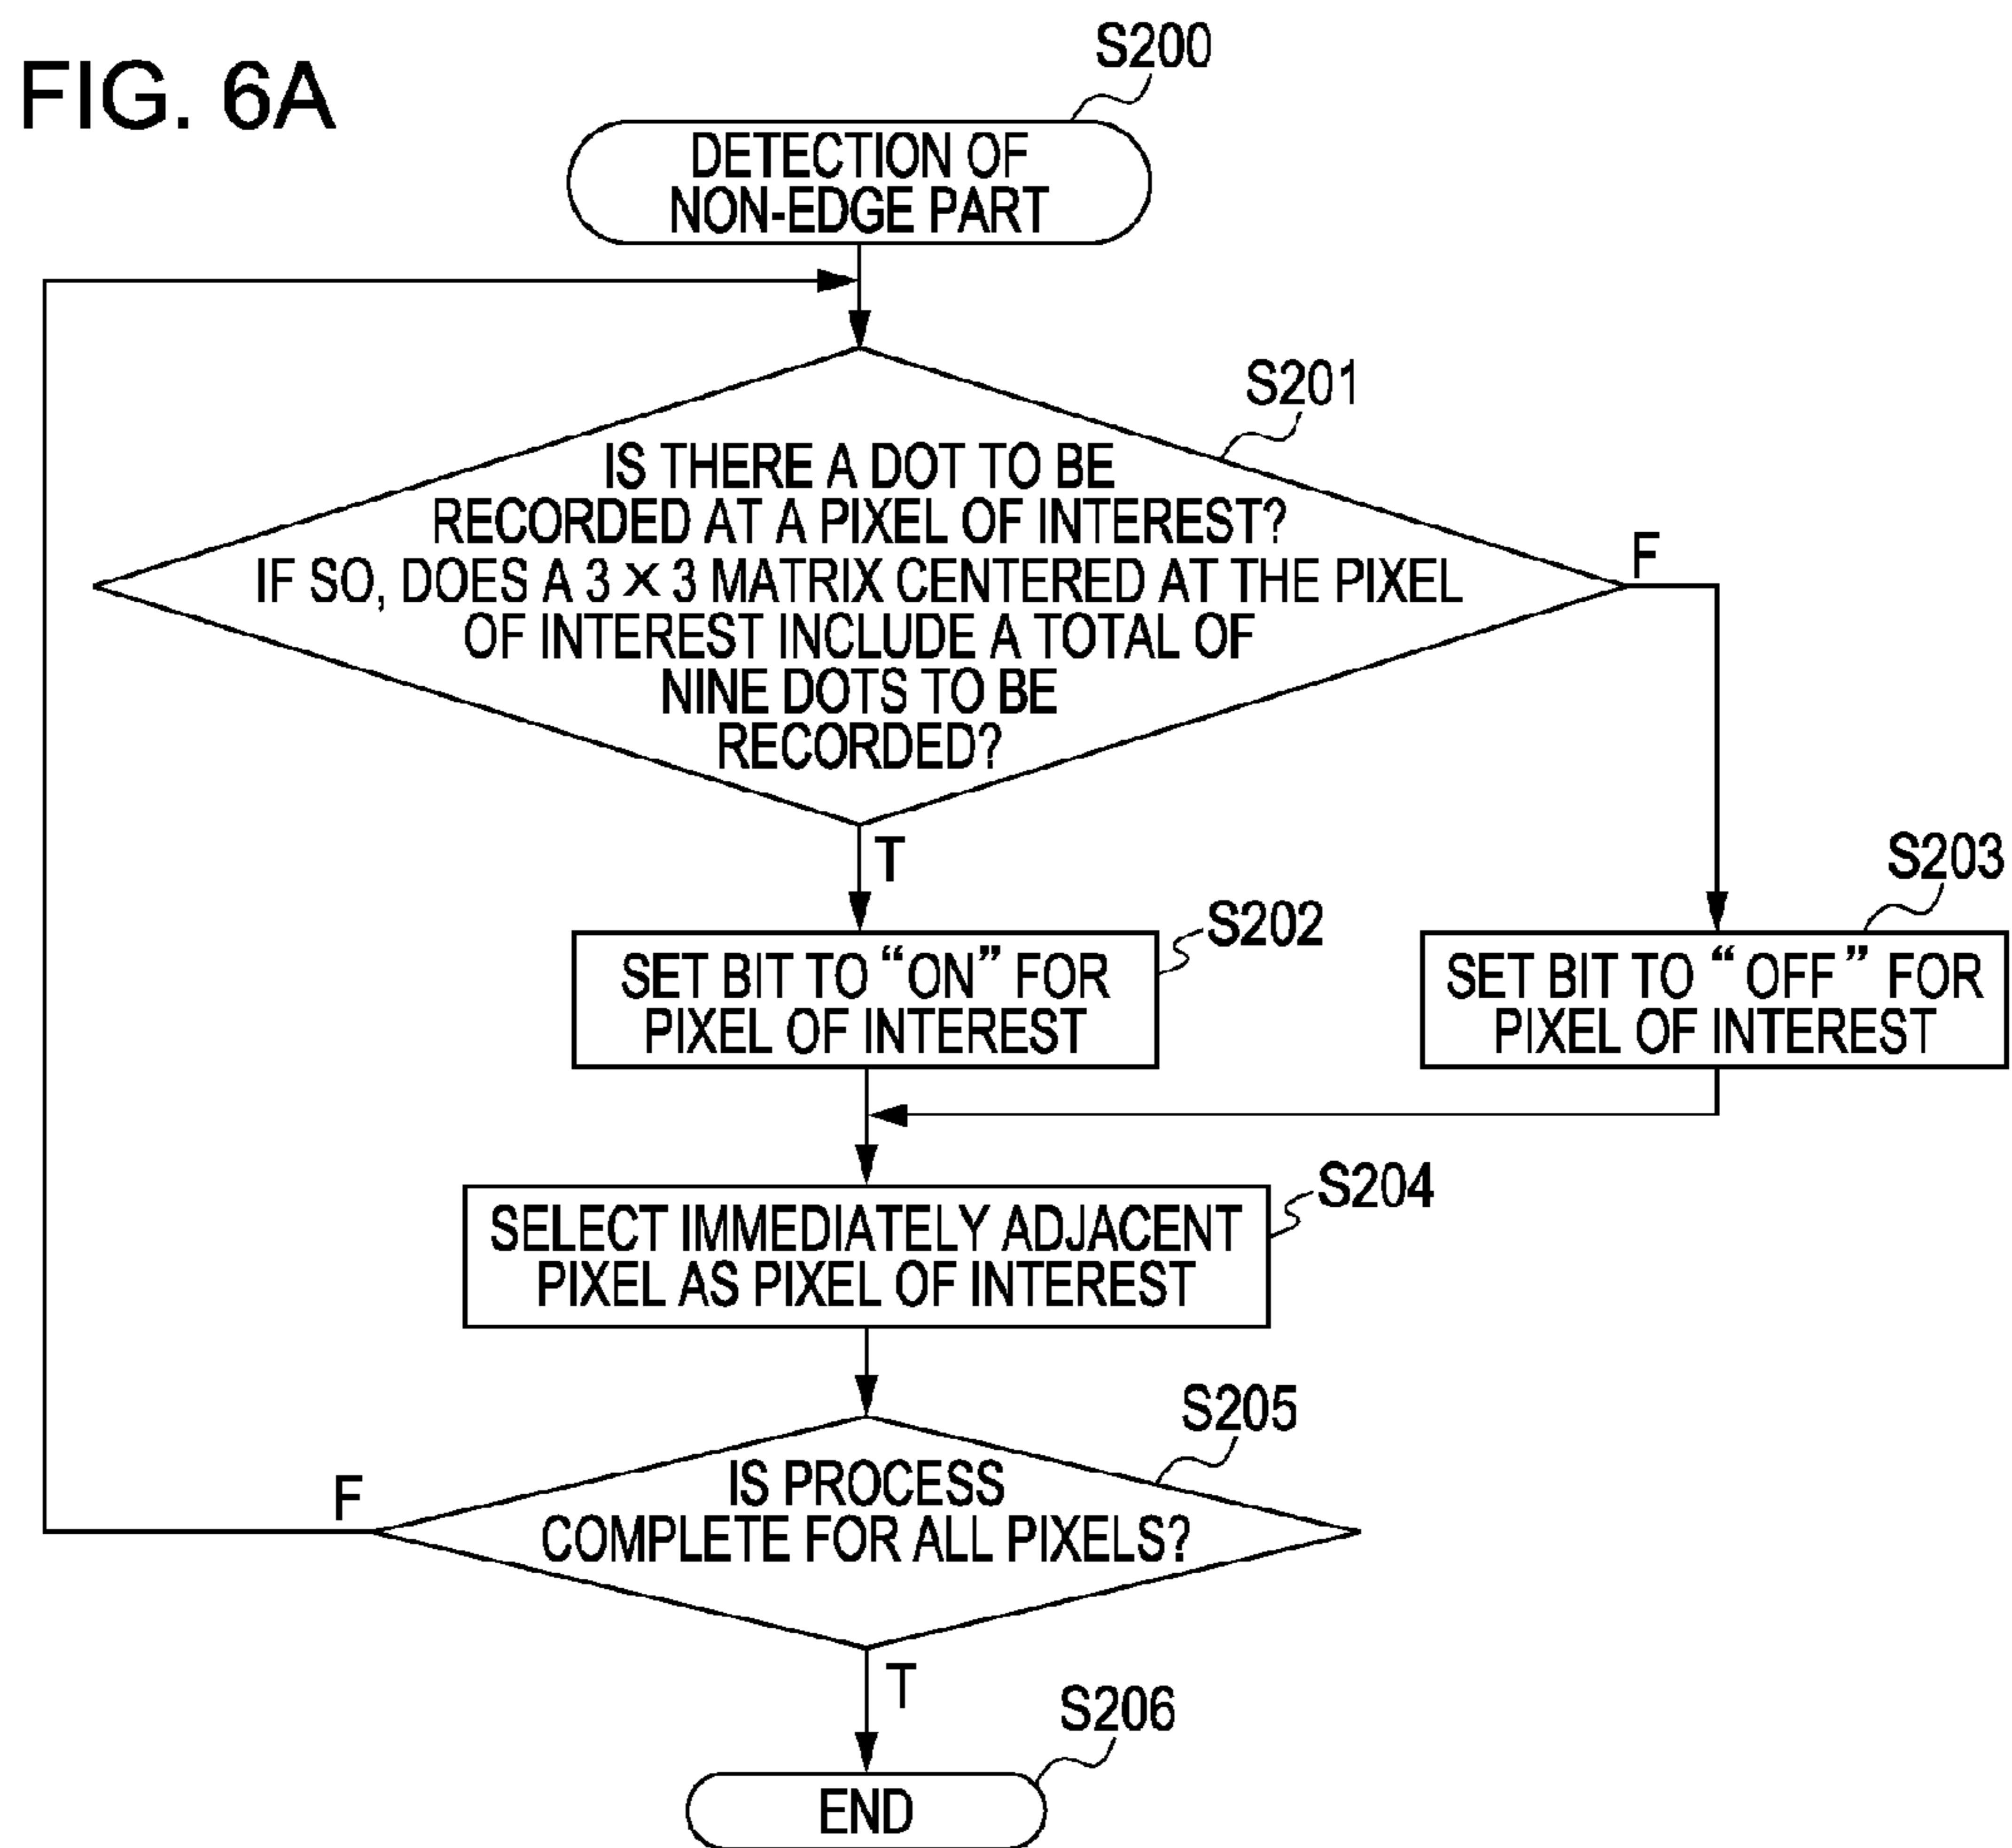 FIG. 6A
S200
DETECTION OF
NON-EDGE PART
S201
IS THERE A DOT TO BE
RECORDED AT A PIXEL OF INTEREST?
IF SO, DOES A 3 × 3 MATRIX CENTERED AT THE PIXEL
OF INTEREST INCLUDE A TOTAL OF
NINE DOTS TO BE
RECORDED?
F
T
S202
SET BIT TO “ON” FOR
PIXEL OF INTEREST
S203
SET BIT TO “OFF” FOR
PIXEL OF INTEREST
S204
SELECT IMMEDIATELY ADJACENT
PIXEL AS PIXEL OF INTEREST
S205
IS PROCESS
COMPLETE FOR ALL PIXELS?
F
T
S206
END